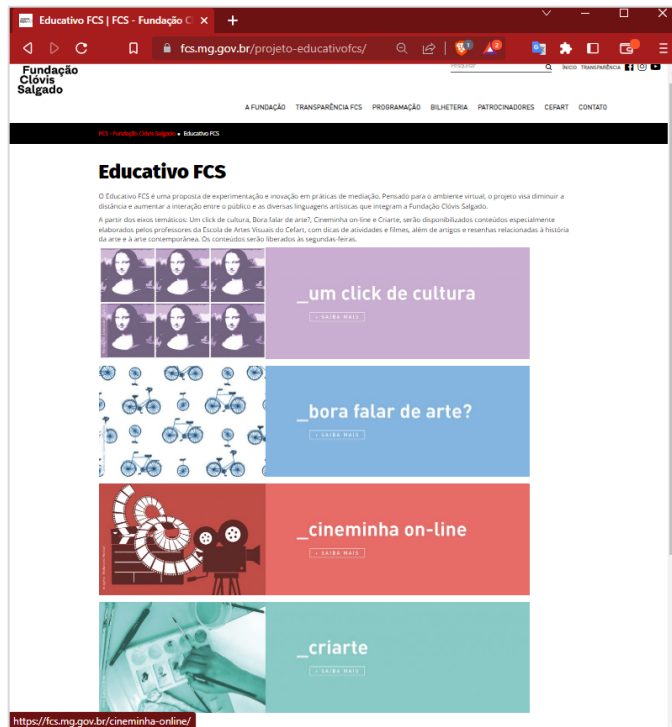 Educativo FCS | FCS - Fundação Cl
fcs.mg.gov.br/projeto-educativofcs/
Fundação
Clóvis
Salgado
Pesquisar
ÍNICIO TRANSPARÊNCIA
A FUNDAÇÃO TRANSPARÊNCIA FCS PROGRAMAÇÃO BILHETERIA PATROCINADORES CEFART CONTATO
FCS - Fundação Clóvis Salgado • Educativo FCS
Educativo FCS
O Educativo FCS é uma proposta de experimentação e inovação em práticas de mediação. Pensado para o ambiente virtual, o projeto visa diminuir a
distância e aumentar a interação entre o público e as diversas linguagens artísticas que integram a Fundação Clóvis Salgado.
A partir dos eixos temáticos: Um click de cultura, Bora falar de arte?, Cineminha on-line e Criarte, serão disponibilizados conteúdos especialmente
elaborados pelos professores da Escola de Artes Visuais do Cefart, com dicas de atividades e filmes, além de artigos e resenhas relacionadas à história
da arte e à arte contemporânea. Os conteúdos serão liberados às segundas-feiras.
_um click de cultura
+ SAIBA MAIS
_bora falar de arte?
+ SAIBA MAIS
_cineminha on-line
+ SAIBA MAIS
_criarte
+ SAIBA MAIS
https://fcs.mg.gov.br/cineminha-online/